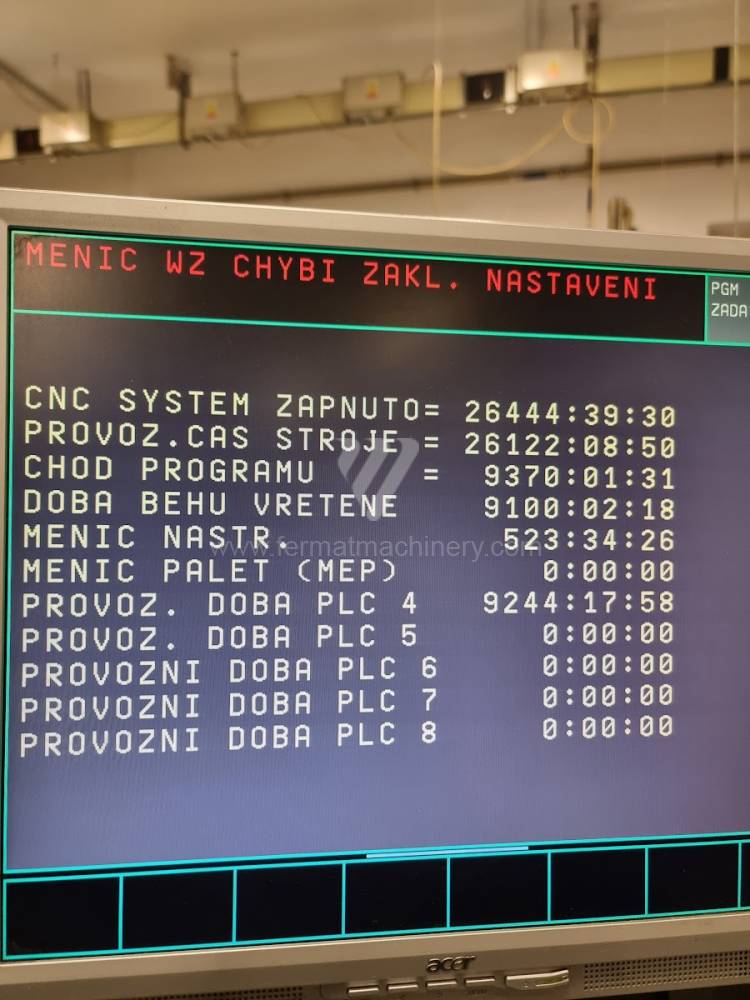 MENIC WZ CHYBI ZAKL. NASTAVENI
PGM
ZADA
CNC SYSTEM ZAPNUTO= 26444:39:30
PROVOZ.CAS STROJE = 26122:08:50
CHOD PROGRAMU = 9370:01:31
DOBA BEHU VRETENE 9100:02:18
MENIC NASTR. 523:34:26
www.fermatmachinery.com
MENIC PALET (MEP) 0:00:00
PROVOZ. DOBA PLC 4 9244:17:58
PROVOZ. DOBA PLC 5 0:00:00
PROVOZNI DOBA PLC 6 0:00:00
PROVOZNI DOBA PLC 7 0:00:00
PROVOZNI DOBA PLC 8 0:00:00
acer